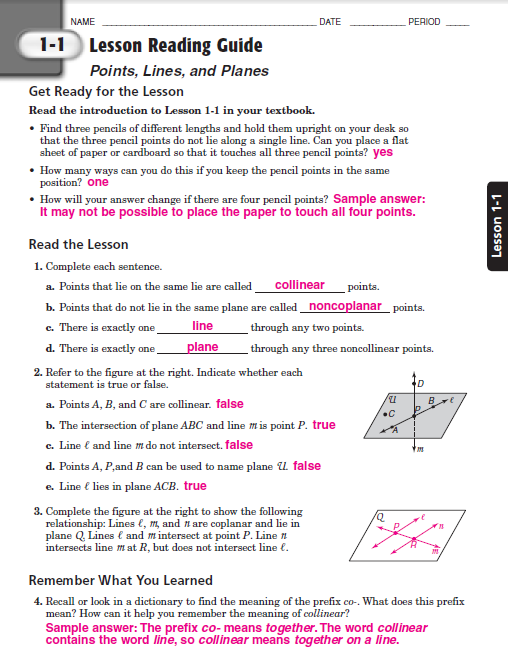 NAME ___ DATE ___ PERIOD ___
1-1 Lesson Reading Guide
Points, Lines, and Planes
Get Ready for the Lesson
Read the introduction to Lesson 1-1 in your textbook.
• Find three pencils of different lengths and hold them upright on your desk so
that the three pencil points do not lie along a single line. Can you place a flat
sheet of paper or cardboard so that it touches all three pencil points? yes
• How many ways can you do this if you keep the pencil points in the same
position? one
• How will your answer change if there are four pencil points? Sample answer:
It may not be possible to place the paper to touch all four points.
Lesson 1-1
Read the Lesson
1. Complete each sentence.
a. Points that lie on the same lie are called collinear points.
b. Points that do not lie in the same plane are called noncoplanar points.
c. There is exactly one line through any two points.
d. There is exactly one plane through any three noncollinear points.
2. Refer to the figure at the right. Indicate whether each
statement is true or false.
a. Points A, B, and C are collinear. false
b. The intersection of plane ABC and line m is point P. true
c. Line ℓ and line m do not intersect. false
d. Points A, P,and B can be used to name plane U. false
e. Line ℓ lies in plane ACB. true
D
U
B
ℓ
P
C
A
m
3. Complete the figure at the right to show the following
relationship: Lines ℓ, m, and n are coplanar and lie in
plane Q. Lines ℓ and m intersect at point P. Line n
intersects line m at R, but does not intersect line ℓ.
Q
ℓ
P
n
R
m
Remember What You Learned
4. Recall or look in a dictionary to find the meaning of the prefix co-. What does this prefix
mean? How can it help you remember the meaning of collinear?
Sample answer: The prefix co- means together. The word collinear
contains the word line, so collinear means together on a line.